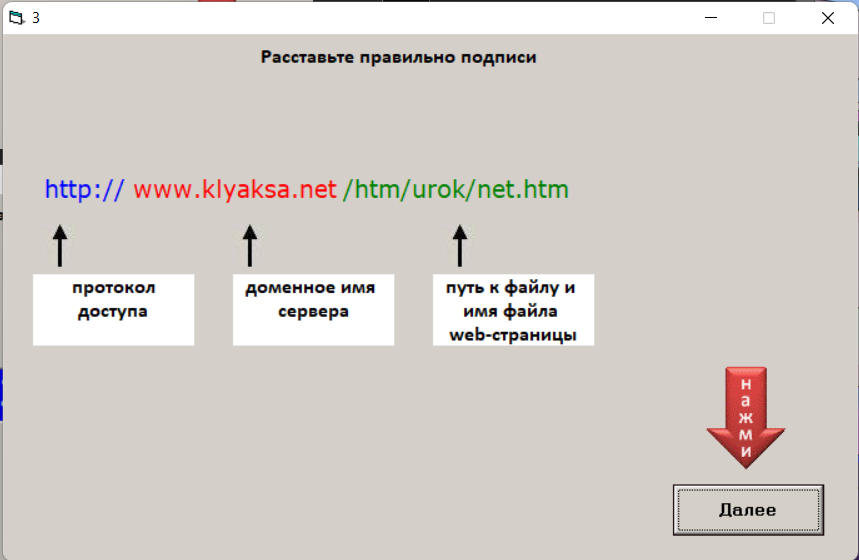 3
Расставьте правильно подписи
http:// www.klyaksa.net /htm/urok/net.htm
протокол
доступа
доменное имя
сервера
путь к файлу и
имя файла
web-страницы
нажми
Далее